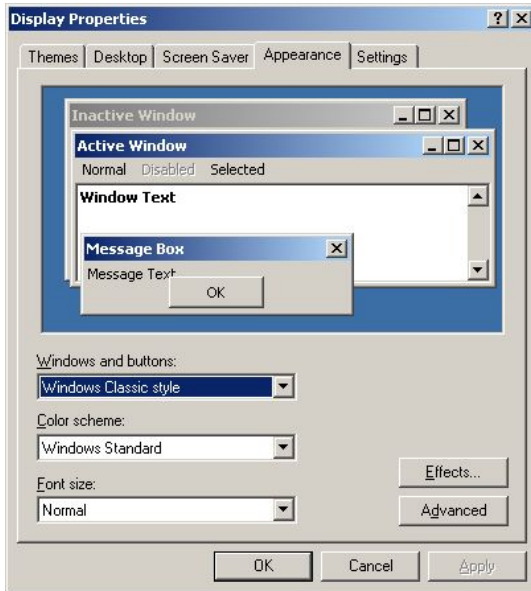 Display Properties
Themes Desktop Screen Saver Appearance Settings
Inactive Window
Active Window
Normal Disabled Selected
Window Text
Message Box
Message Text
OK
Windows and buttons:
Windows Classic style
Color scheme:
Windows Standard
Effects...
Font size:
Normal
Advanced
OK Cancel Apply